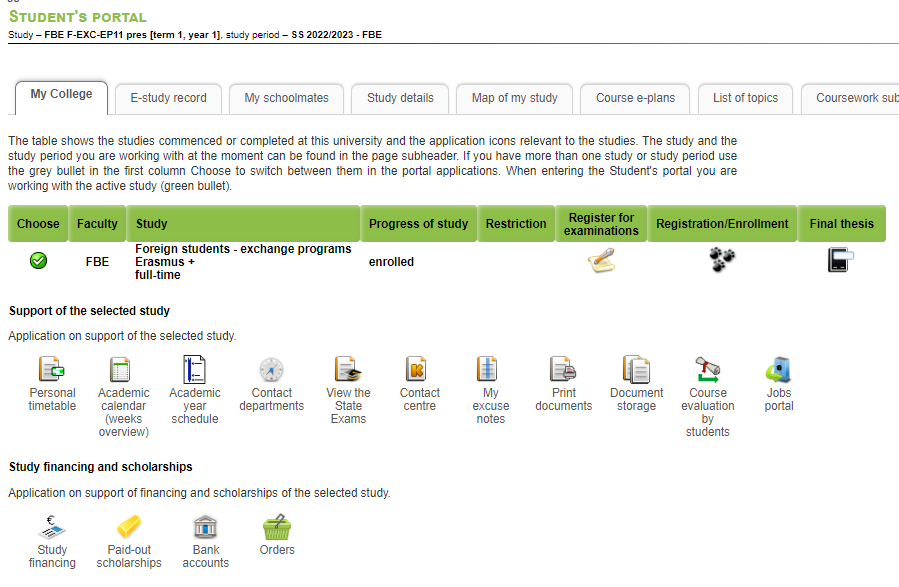 STUDENT'S PORTAL
Study – FBE F-EXC-EP11 pres [term 1, year 1], study period – SS 2022/2023 - FBE
My College E-study record My schoolmates Study details Map of my study Course e-plans List of topics Coursework sub
The table shows the studies commenced or completed at this university and the application icons relevant to the studies. The study and the
study period you are working with at the moment can be found in the page subheader. If you have more than one study or study period use
the grey bullet in the first column Choose to switch between them in the portal applications. When entering the Student's portal you are
working with the active study (green bullet).
Choose Faculty Study Progress of study Restriction Register for examinations Registration/Enrollment Final thesis
FBE Foreign students - exchange programs
Erasmus + enrolled
full-time
Support of the selected study
Application on support of the selected study.
Personal timetable
Academic calendar (weeks overview)
Academic year schedule
Contact departments
View the State Exams
Contact centre
My excuse notes
Print documents
Document storage
Course evaluation by students
Jobs portal
Study financing and scholarships
Application on support of financing and scholarships of the selected study.
Study financing
Paid-out scholarships
Bank accounts
Orders